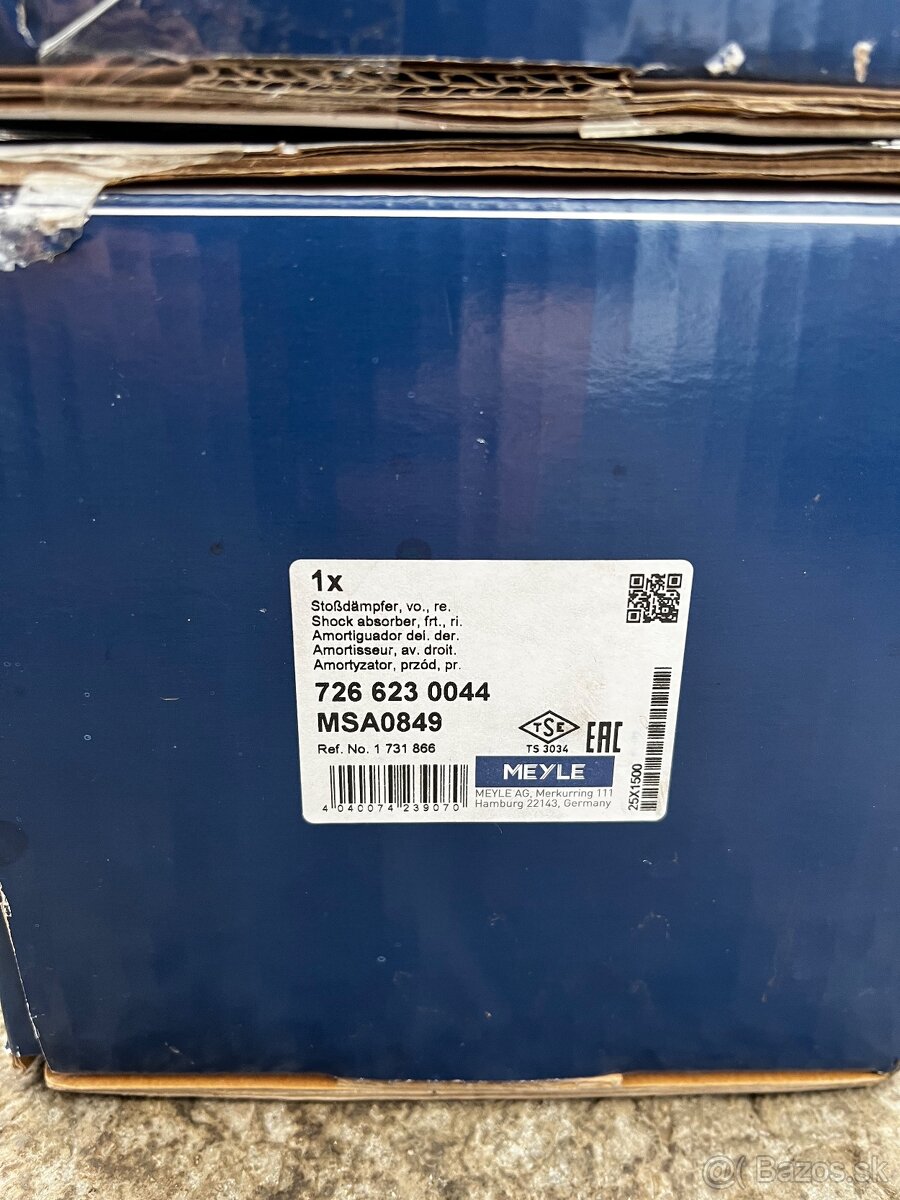 1x
Stoßdämpfer, vo., re.
Shock absorber, frt., ri.
Amortiguador del. der.
Amortisseur, av. droit.
Amortyzator, przód, pr.
726 623 0044
MSA0849
Ref. No. 1 731 866
TSE
TS 3034
EAC
MEYLE
MEYLE AG, Merkurring 111
Hamburg 22143, Germany
4 040074 239070
25X1500
@ Bazos.sk